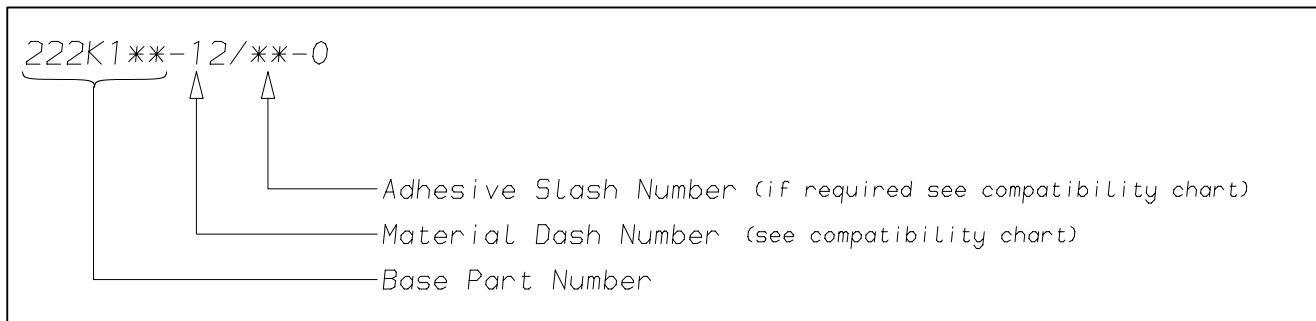 222K1**-12/**-0
Adhesive Slash Number (if required see compatibility chart)
Material Dash Number (see compatibility chart)
Base Part Number